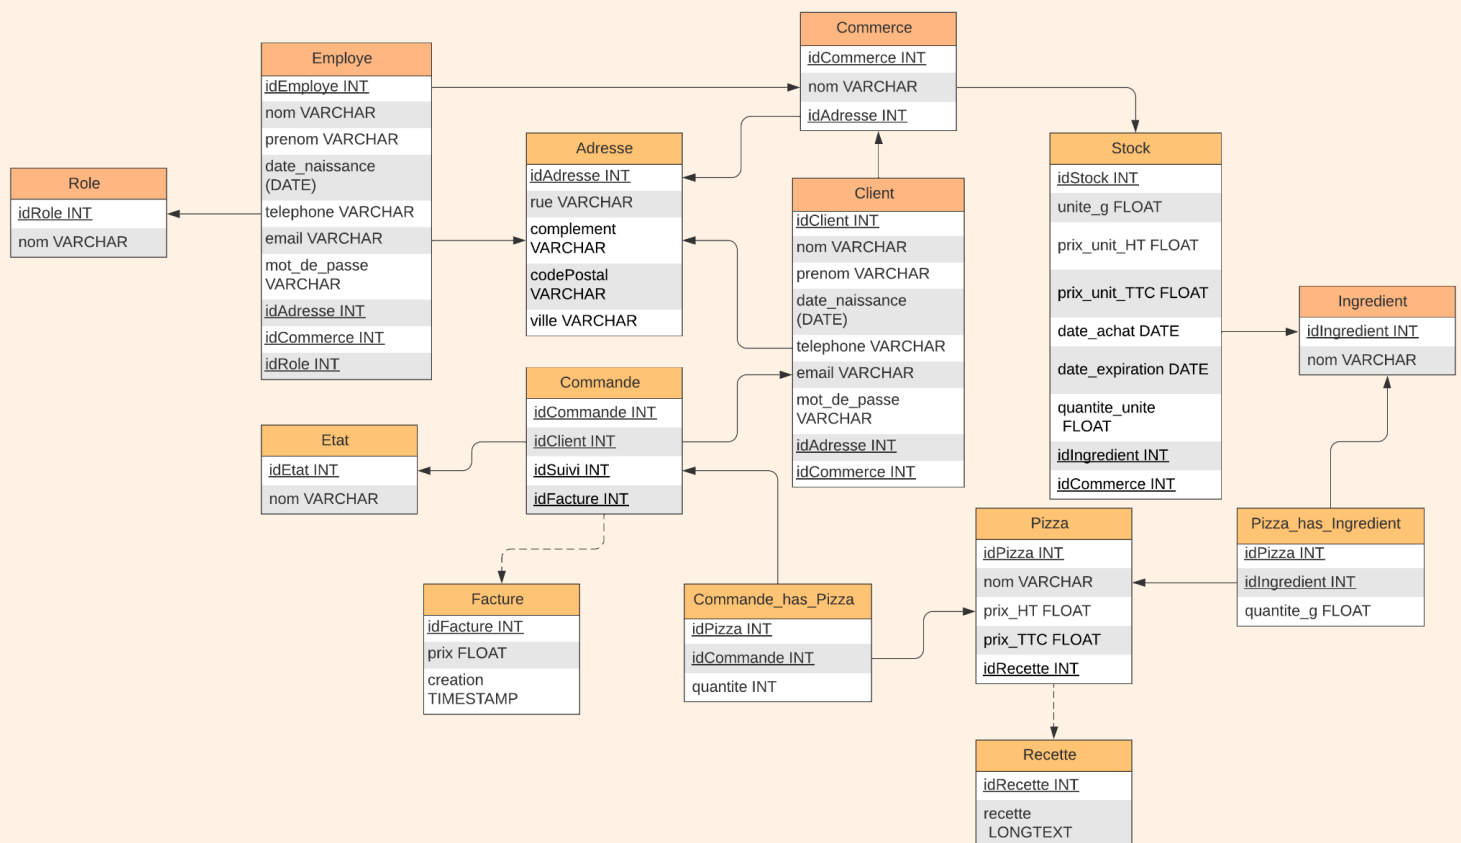 Commerce
idCommerce INT
nom VARCHAR
idAdresse INT
Employe
idEmploye INT
nom VARCHAR
prenom VARCHAR
date_naissance
(DATE)
telephone VARCHAR
email VARCHAR
mot_de_passe
VARCHAR
idAdresse INT
idCommerce INT
idRole INT
Adresse
idAdresse INT
rue VARCHAR
complement
VARCHAR
codePostal
VARCHAR
ville VARCHAR
Stock
idStock INT
unite_g FLOAT
prix_unit_HT FLOAT
prix_unit_TTC FLOAT
date_achat DATE
date_expiration DATE
quantite_unite
FLOAT
idIngredient INT
idCommerce INT
Role
idRole INT
nom VARCHAR
Client
idClient INT
nom VARCHAR
prenom VARCHAR
date_naissance
(DATE)
telephone VARCHAR
email VARCHAR
mot_de_passe
VARCHAR
idAdresse INT
idCommerce INT
Ingredient
idIngredient INT
nom VARCHAR
Commande
idCommande INT
idClient INT
idSuivi INT
idFacture INT
Etat
idEtat INT
nom VARCHAR
Pizza
idPizza INT
nom VARCHAR
prix_HT FLOAT
prix_TTC FLOAT
idRecette INT
Pizza_has_Ingredient
idPizza INT
idIngredient INT
quantite_g FLOAT
Facture
idFacture INT
prix FLOAT
creation
TIMESTAMP
Commande_has_Pizza
idPizza INT
idCommande INT
quantite INT
Recette
idRecette INT
recette
LONGTEXT